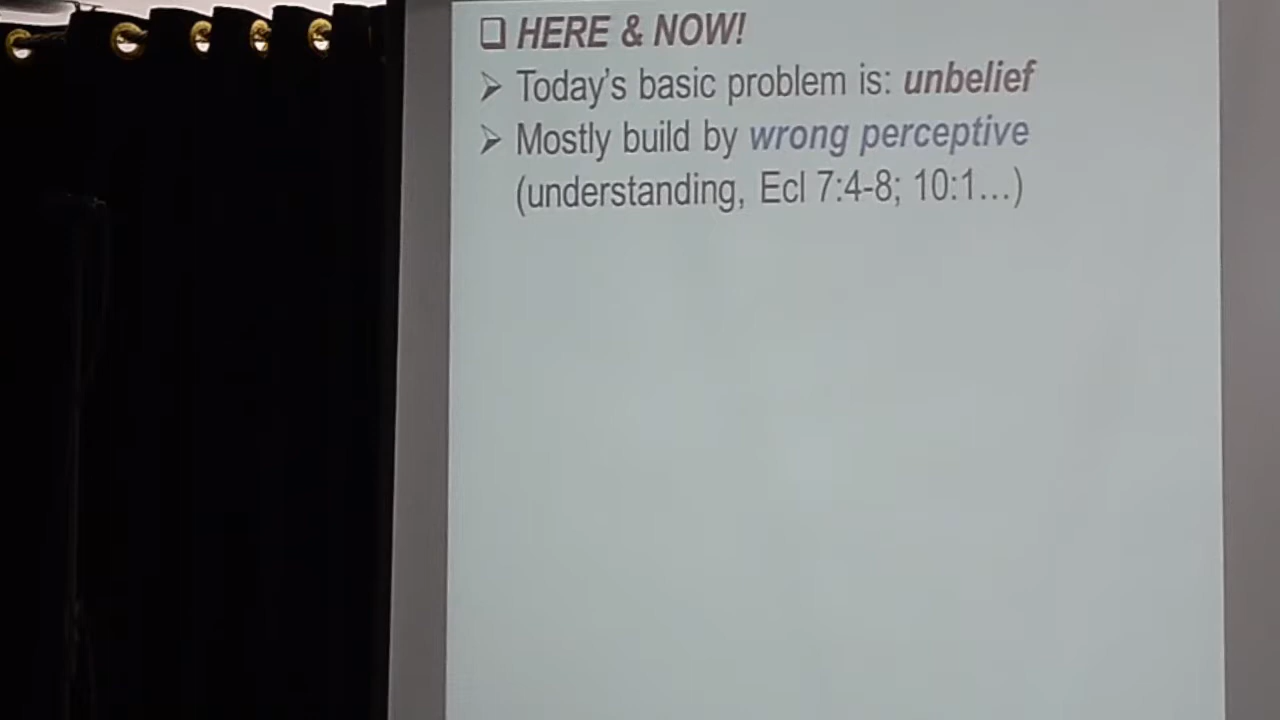 ❑ HERE & NOW!
➢ Today's basic problem is: unbelief
➢ Mostly build by wrong perceptive
(understanding, Ecl 7:4-8; 10:1...)